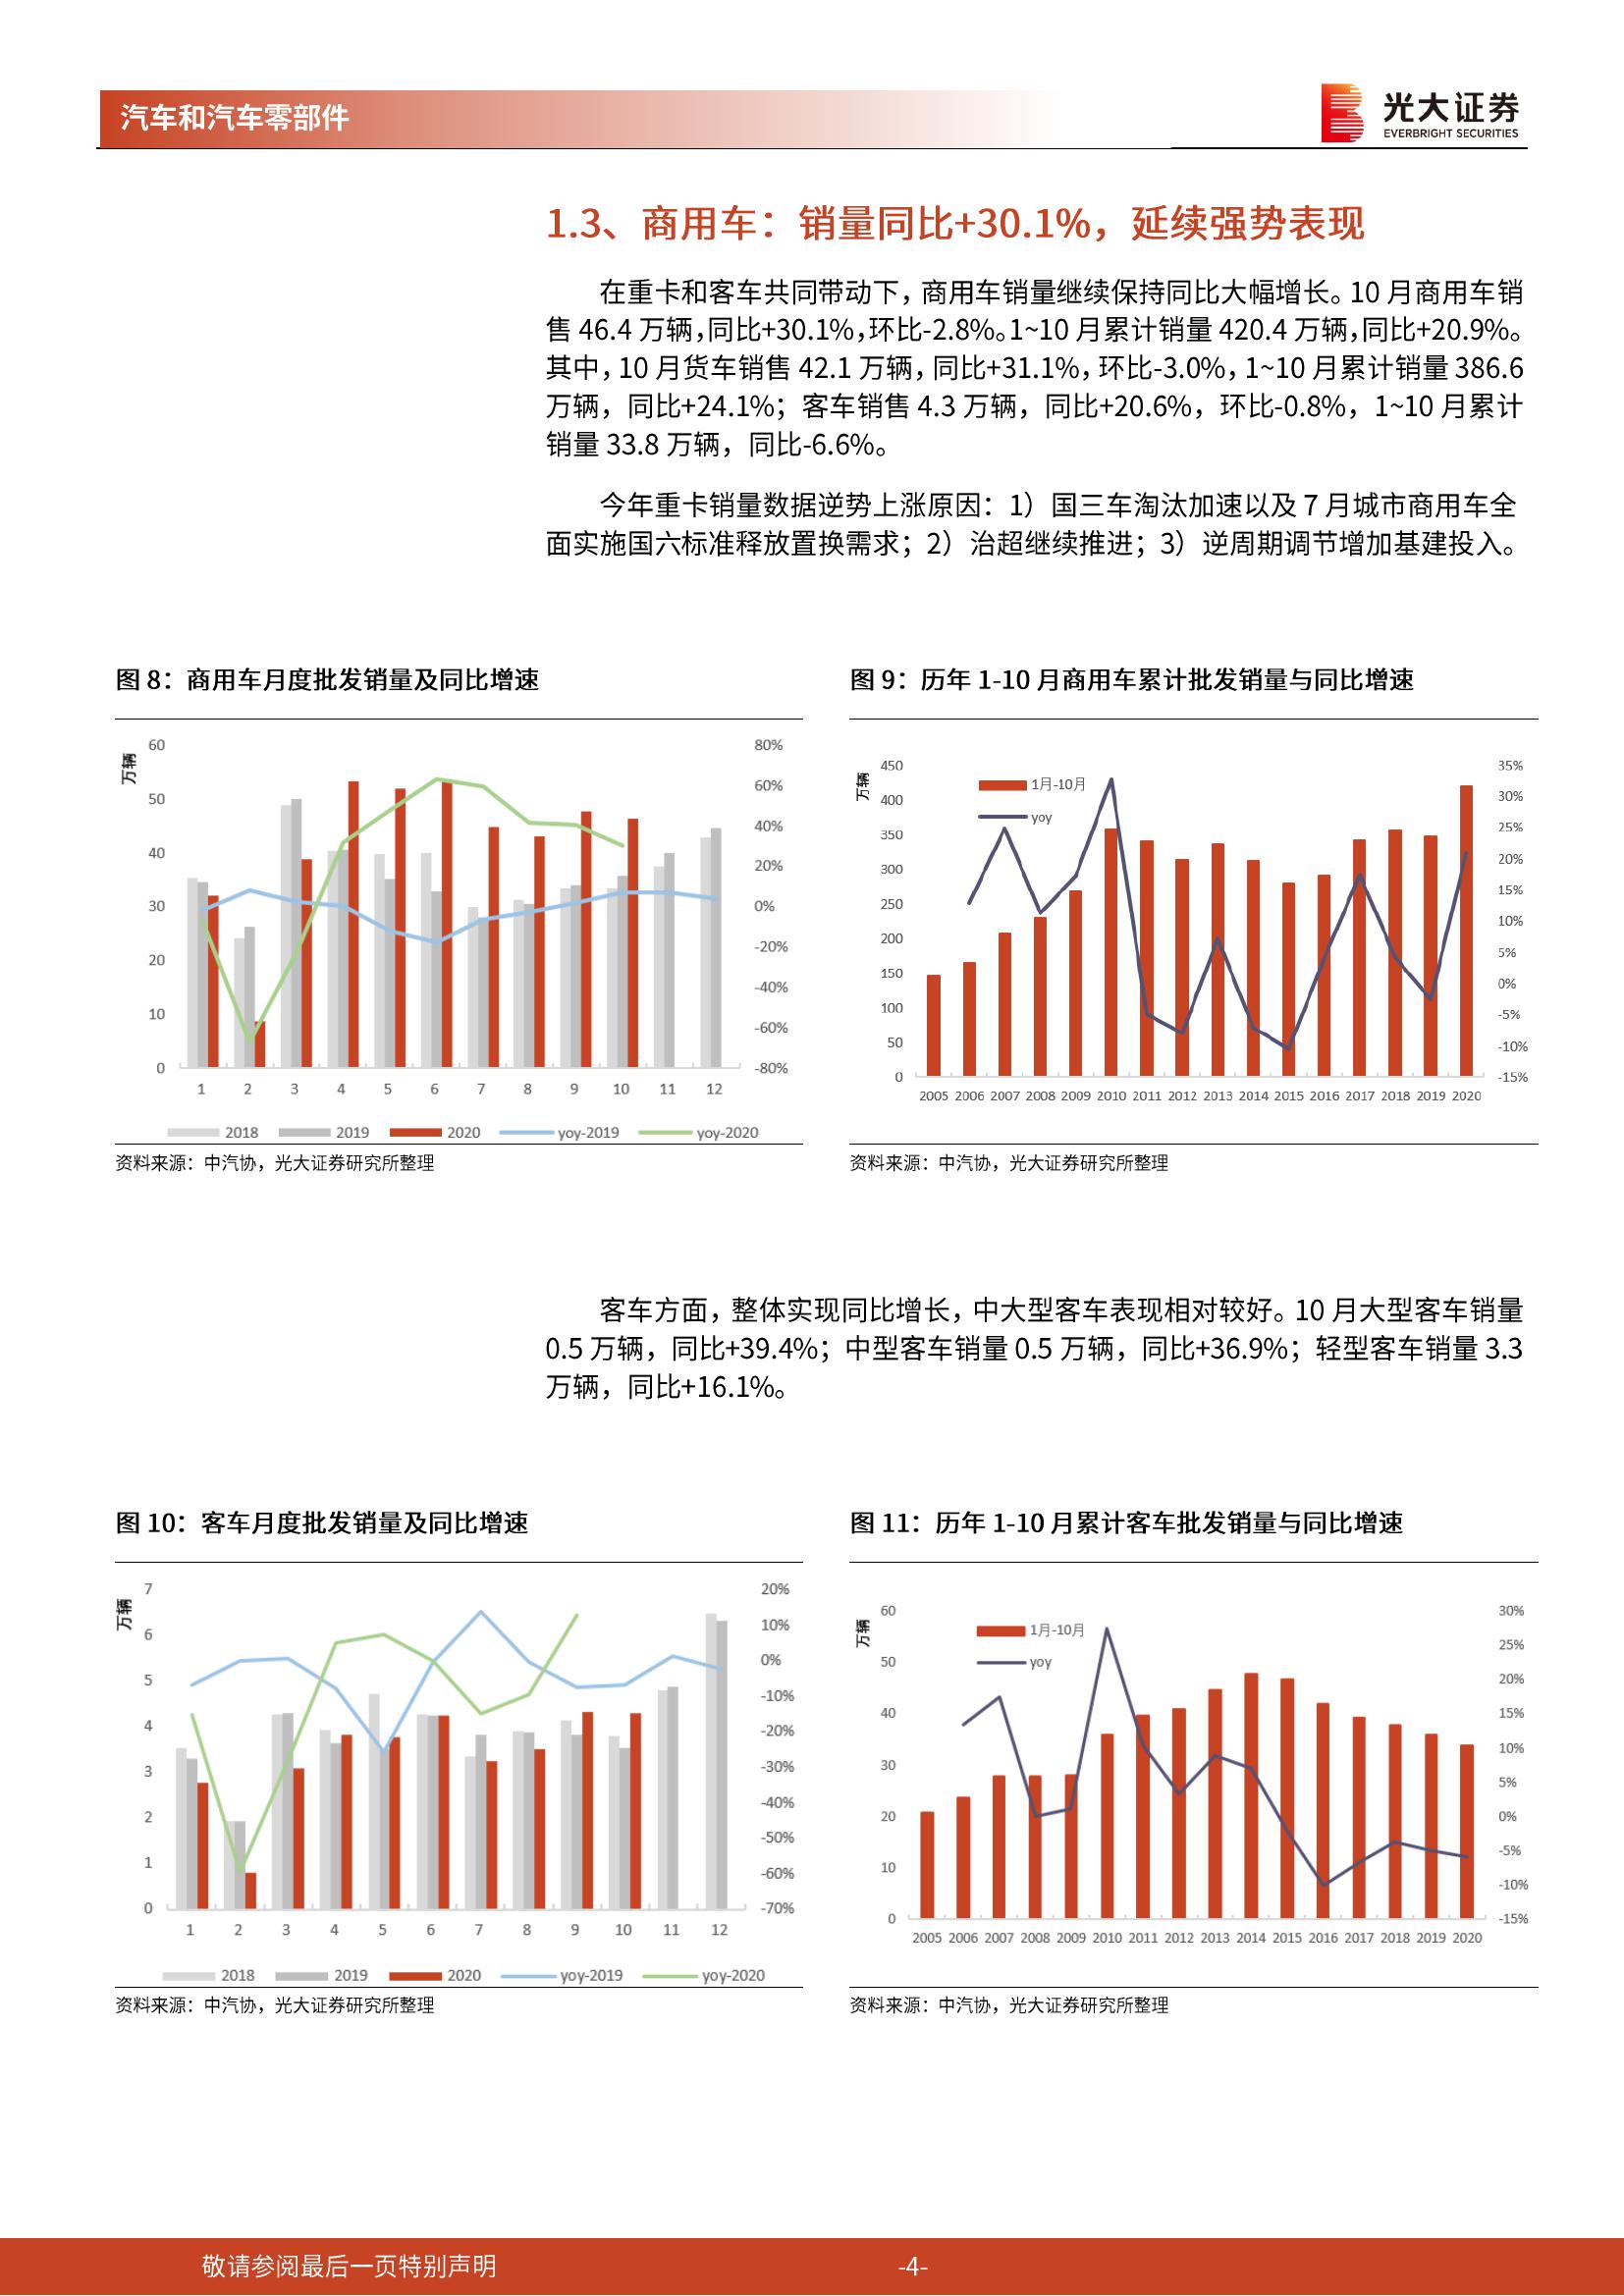 汽车和汽车零部件
光大证券
EVERBRIGHT SECURITIES
1.3、商用车：销量同比+30.1%，延续强势表现
在重卡和客车共同带动下，商用车销量继续保持同比大幅增长。10 月商用车销
售 46.4 万辆，同比+30.1%，环比-2.8%。1~10 月累计销量 420.4 万辆，同比+20.9%。
其中，10 月货车销售 42.1 万辆，同比+31.1%，环比-3.0%，1~10 月累计销量 386.6
万辆，同比+24.1%；客车销售 4.3 万辆，同比+20.6%，环比-0.8%，1~10 月累计
销量 33.8 万辆，同比-6.6%。
今年重卡销量数据逆势上涨原因：1）国三车淘汰加速以及 7 月城市商用车全
面实施国六标准释放置换需求；2）治超继续推进；3）逆周期调节增加基建投入。
图 8：商用车月度批发销量及同比增速
万辆
60
50
40
30
20
10
0
80%
60%
40%
20%
0%
-20%
-40%
-60%
-80%
1 2 3 4 5 6 7 8 9 10 11 12
2018 2019 2020 yoy-2019 yoy-2020
资料来源：中汽协，光大证券研究所整理
图 9：历年 1-10 月商用车累计批发销量与同比增速
万辆
450
400
350
300
250
200
150
100
50
0
1月-10月
yoy
35%
30%
25%
20%
15%
10%
5%
0%
-5%
-10%
-15%
2005 2006 2007 2008 2009 2010 2011 2012 2013 2014 2015 2016 2017 2018 2019 2020
资料来源：中汽协，光大证券研究所整理
客车方面，整体实现同比增长，中大型客车表现相对较好。10 月大型客车销量
0.5 万辆，同比+39.4%；中型客车销量 0.5 万辆，同比+36.9%；轻型客车销量 3.3
万辆，同比+16.1%。
图 10：客车月度批发销量及同比增速
万辆
7
6
5
4
3
2
1
0
20%
10%
0%
-10%
-20%
-30%
-40%
-50%
-60%
-70%
1 2 3 4 5 6 7 8 9 10 11 12
2018 2019 2020 yoy-2019 yoy-2020
资料来源：中汽协，光大证券研究所整理
图 11：历年 1-10 月累计客车批发销量与同比增速
万辆
60
50
40
30
20
10
0
1月-10月
yoy
30%
25%
20%
15%
10%
5%
0%
-5%
-10%
-15%
2005 2006 2007 2008 2009 2010 2011 2012 2013 2014 2015 2016 2017 2018 2019 2020
资料来源：中汽协，光大证券研究所整理
敬请参阅最后一页特别声明
-4-